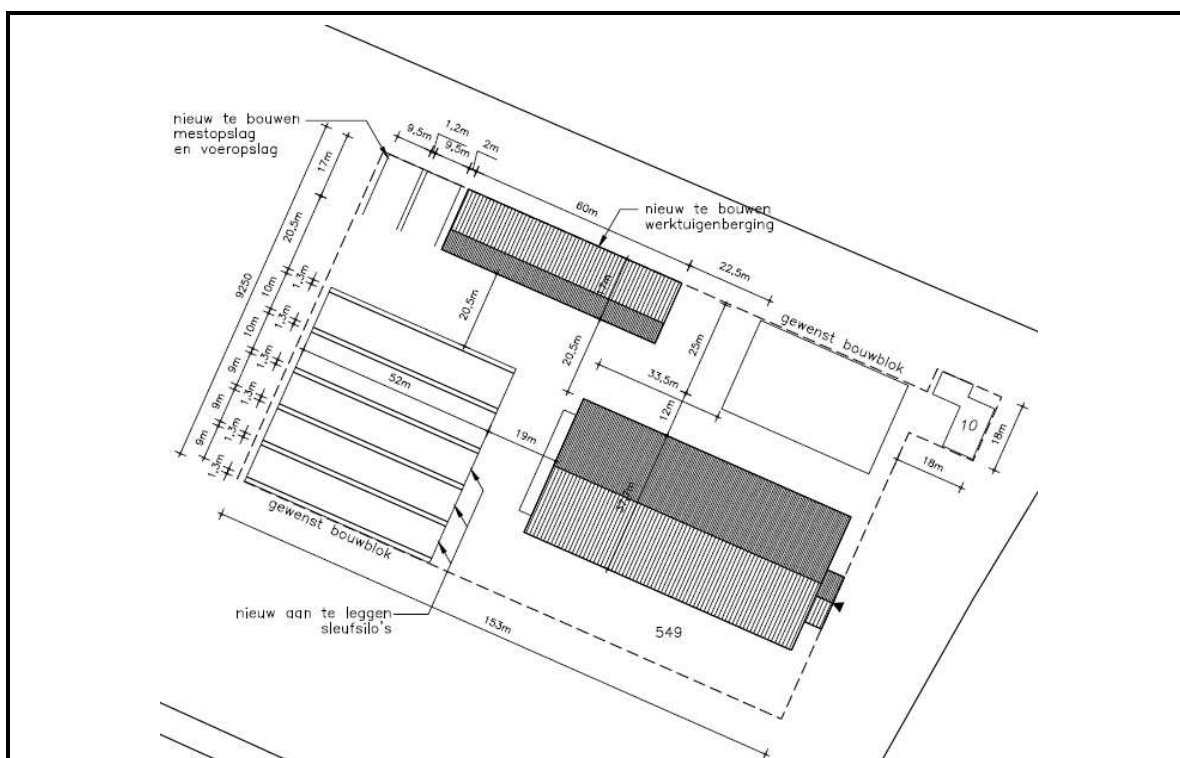 nieuw te bouwen
mestopslag
en voeropslag
9,5m
1,2m
9,5m
2m
60m
nieuw te bouwen
werktuigenberging
22,5m
17m
20,5m
9250
10m
10m
9m
9m
9m
1,3m
1,3m
1,3m
1,3m
1,3m
1,3m
20,5m
20,5m
25m
33,5m
12m
gewenst bouwblok
10
18m
18m
52m
19m
gewenst bouwblok
nieuw aan te leggen
sleufsilo's
153m
549